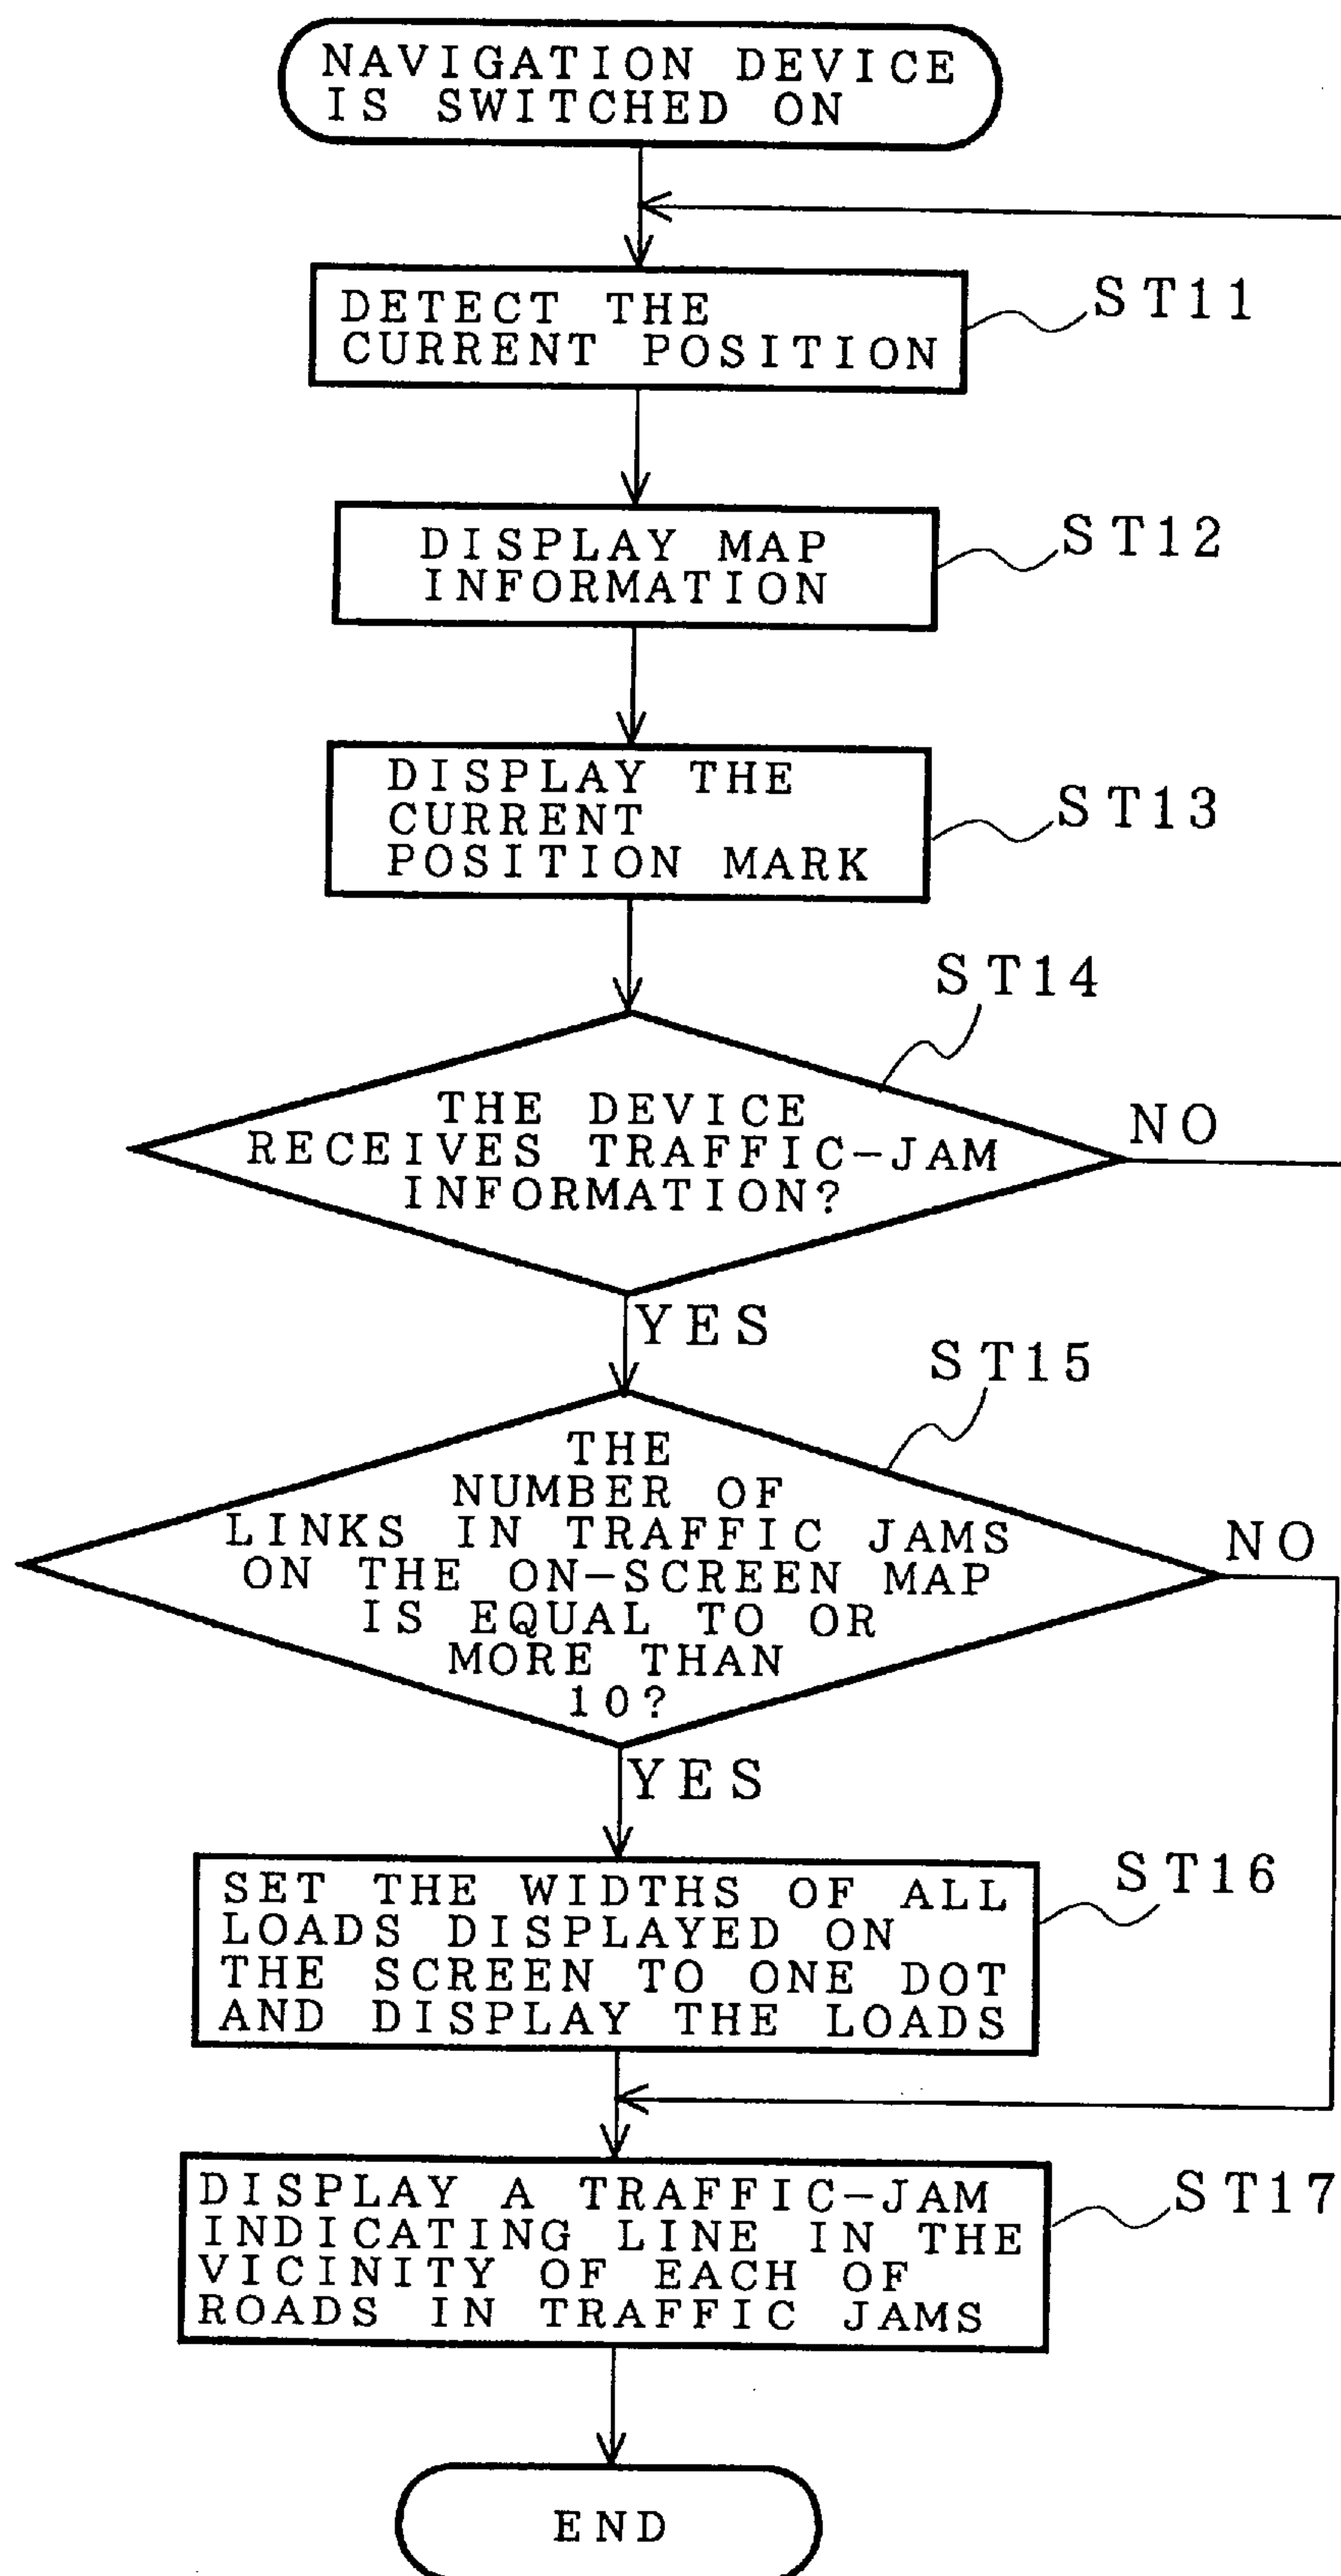 NAVIGATION DEVICE
IS SWITCHED ON
DETECT THE
CURRENT POSITION
ST11
DISPLAY MAP
INFORMATION
ST12
DISPLAY THE
CURRENT
POSITION MARK
ST13
ST14
THE DEVICE
RECEIVES TRAFFIC-JAM
INFORMATION?
NO
YES
ST15
THE
NUMBER OF
LINKS IN TRAFFIC JAMS
ON THE ON-SCREEN MAP
IS EQUAL TO OR
MORE THAN
10?
NO
YES
SET THE WIDTHS OF ALL
LOADS DISPLAYED ON
THE SCREEN TO ONE DOT
AND DISPLAY THE LOADS
ST16
DISPLAY A TRAFFIC-JAM
INDICATING LINE IN THE
VICINITY OF EACH OF
ROADS IN TRAFFIC JAMS
ST17
END